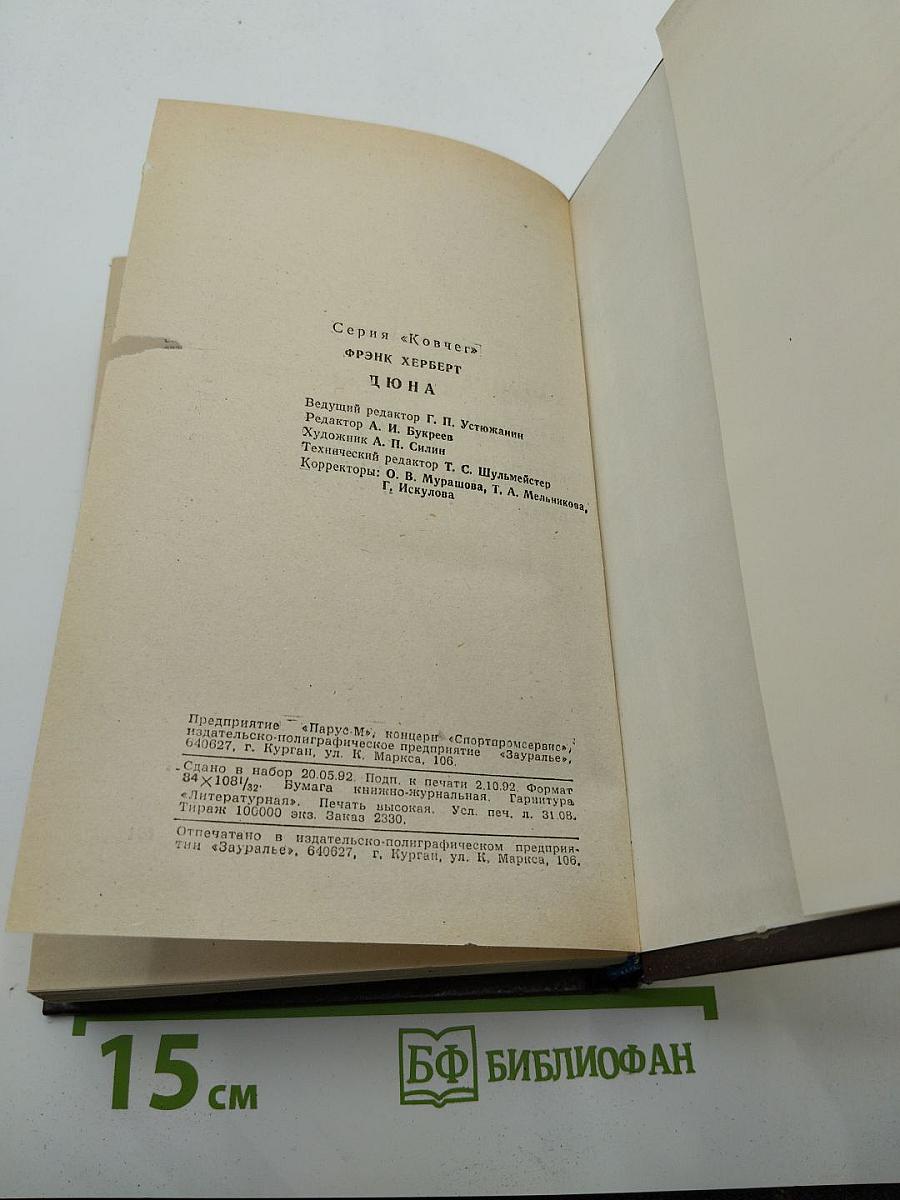 Серия «Ковчег»
ФРЭНК ХЕРБЕРТ
ДЮНА
Ведущий редактор Г. П. Устюжанин
Редактор А. И. Букреев
Художник А. П. Силин
Технический редактор Т. С. Шульмейстер
Корректоры: О. В. Мурашова, Т. А. Мельникова,
Г. Искулова
Предприятие «Парус-М», концерн «Спортпромсервис»,
издательско-полиграфическое предприятие «Зауралье»,
640627, г. Курган, ул. К. Маркса, 106.
Сдано в набор 20.05.92. Подп. к печати 2.10.92. Формат
84×108 1/32. Бумага книжно-журнальная. Гарнитура
«Литературная». Печать высокая. Усл. печ. л. 31.08.
Тираж 100000 экз. Заказ 2330.
Отпечатано в издательско-полиграфическом предприя-
тии «Зауралье», 640627, г. Курган, ул. К. Маркса, 106.
15 см
БФ БИБЛИОФАН